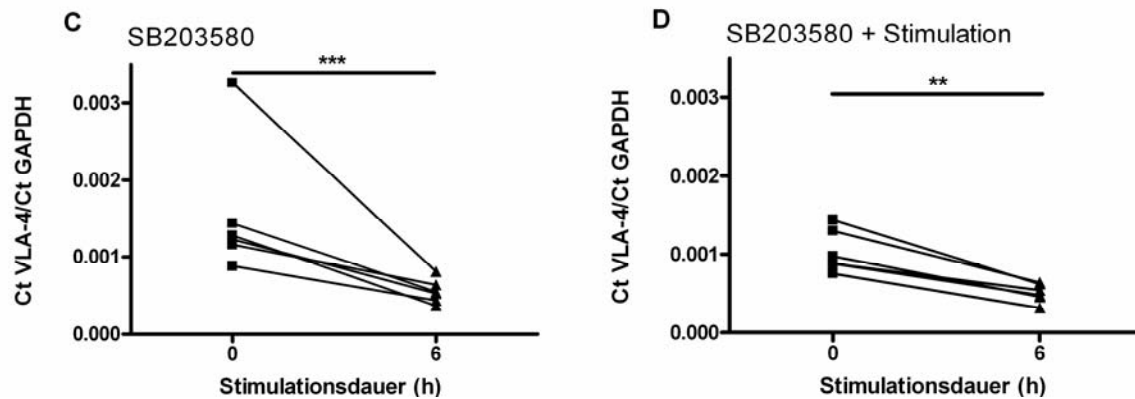 C
SB203580
***
Ct VLA-4/Ct GAPDH
0.003
0.002
0.001
0.000
0
6
Stimulationsdauer (h)
D
SB203580 + Stimulation
**
Ct VLA-4/Ct GAPDH
0.003
0.002
0.001
0.000
0
6
Stimulationsdauer (h)